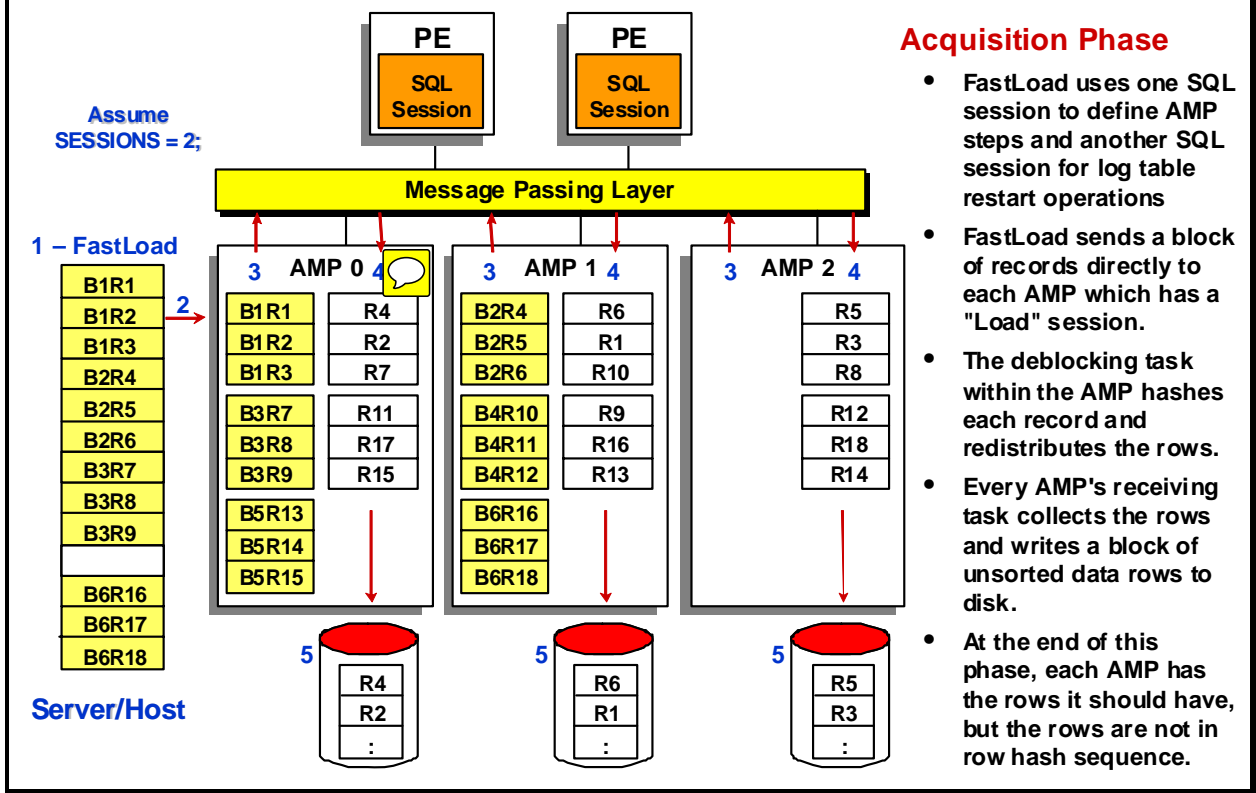 PE
SQL
Session
PE
SQL
Session
Assume
SESSIONS = 2;
Message Passing Layer
1 – FastLoad
B1R1
B1R2
B1R3
B2R4
B2R5
B2R6
B3R7
B3R8
B3R9
B6R16
B6R17
B6R18
Server/Host
2
3 AMP 0 4
B1R1 R4
B1R2 R2
B1R3 R7
B3R7 R11
B3R8 R17
B3R9 R15
B5R13
B5R14
B5R15
5
R4
R2
:
3 AMP 1 4
B2R4 R6
B2R5 R1
B2R6 R10
B4R10 R9
B4R11 R16
B4R12 R13
B6R16
B6R17
B6R18
5
R6
R1
:
3 AMP 2 4
R5
R3
R8
R12
R18
R14
5
R5
R3
:
Acquisition Phase
• FastLoad uses one SQL
session to define AMP
steps and another SQL
session for log table
restart operations
• FastLoad sends a block
of records directly to
each AMP which has a
"Load" session.
• The deblocking task
within the AMP hashes
each record and
redistributes the rows.
• Every AMP's receiving
task collects the rows
and writes a block of
unsorted data rows to
disk.
• At the end of this
phase, each AMP has
the rows it should have,
but the rows are not in
row hash sequence.